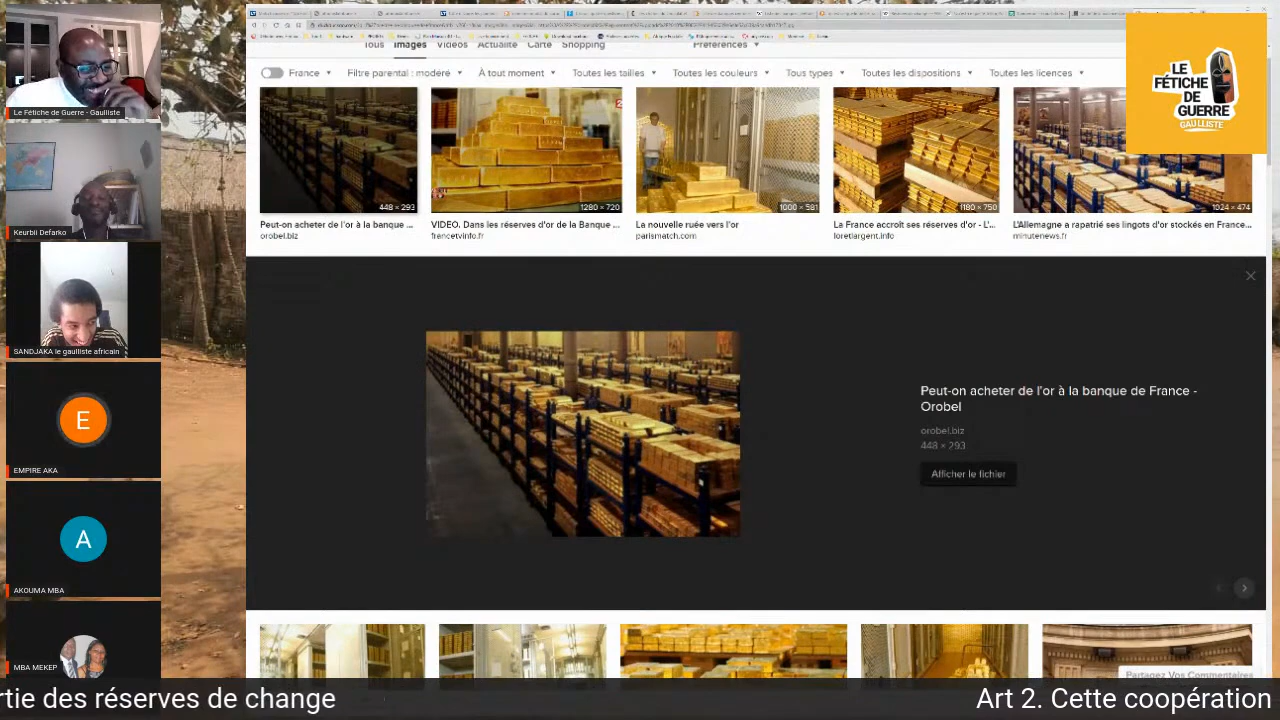 Tous Images Vidéos Actualité Carte Shopping Préférences
France Filtre parental : modéré À tout moment Toutes les tailles Toutes les couleurs Tous types Toutes les dispositions Toutes les licences
LE
FÉTICHE
DE
GUERRE
GAULLISTE
Le Fétiche de Guerre - Gaulliste
Keurbii Defarko
SANDJAKA le gaulliste africain
E
EMPIRE AKA
A
AKOUMA MBA
MBA MEKEP
448 × 293
1280 × 720
1000 × 581
1180 × 750
1024 × 474
Peut-on acheter de l'or à la banque ...
orobel.biz
VIDEO. Dans les réserves d'or de la Banque ...
francetvinfo.fr
La nouvelle ruée vers l'or
parismatch.com
La France accroît ses réserves d'or - L'...
loretlargent.info
L'Allemagne a rapatrié ses lingots d'or stockés en France...
minutenews.fr
Peut-on acheter de l'or à la banque de France -
Orobel
orobel.biz
448 × 293
Afficher le fichier
Partagez Vos Commentaires
rtie des réserves de change
Art 2. Cette coopération